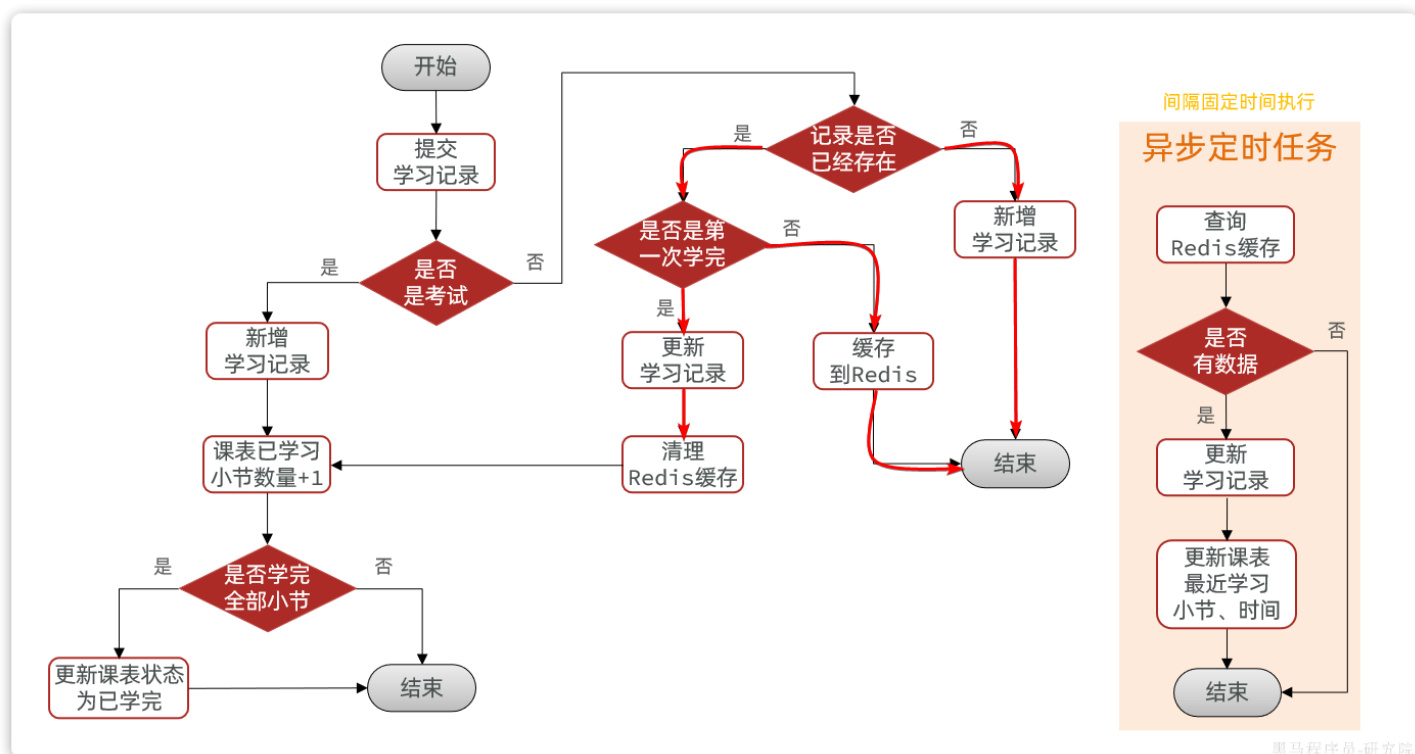 开始
提交
学习记录
是否
是考试
是
否
新增
学习记录
课表已学习
小节数量+1
是否学完
全部小节
是
否
更新课表状态
为已学完
结束
记录是否
已经存在
是
否
是否是第
一次学完
否
是
更新
学习记录
清理
Redis缓存
缓存
到Redis
新增
学习记录
结束
间隔固定时间执行
异步定时任务
查询
Redis缓存
是否
有数据
否
是
更新
学习记录
更新课表
最近学习
小节、时间
结束
黑马程序员-研究院